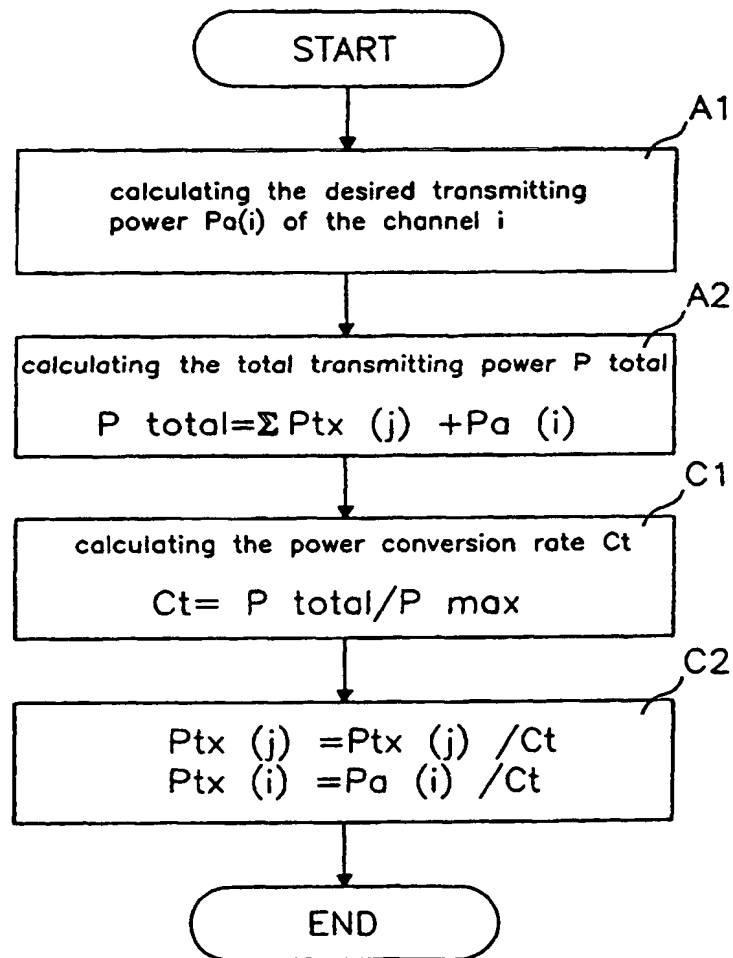 START
A1
calculating the desired transmitting
power Pa(i) of the channel i
A2
calculating the total transmitting power P total
P total=Σ Ptx (j) +Pa (i)
C1
calculating the power conversion rate Ct
Ct= P total/P max
C2
Ptx (j) =Ptx (j) /Ct
Ptx (i) =Pa (i) /Ct
END